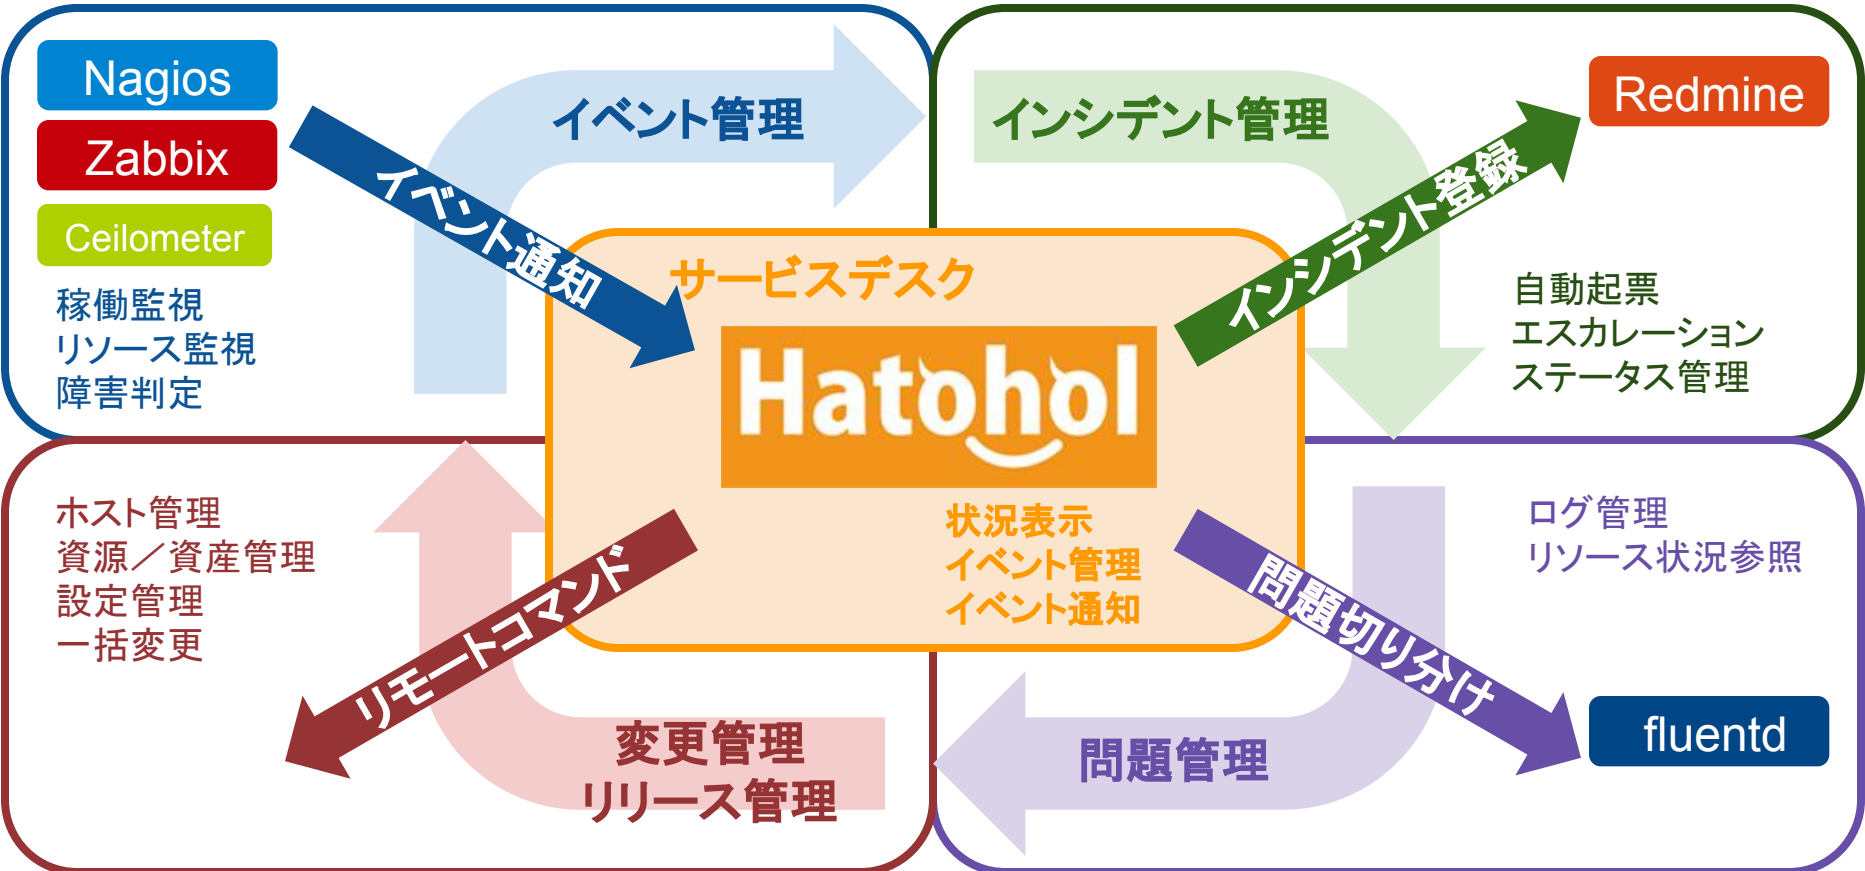 Nagios
Zabbix
Ceilometer
稼働監視
リソース監視
障害判定
イベント管理
イベント通知
インシデント管理
インシデント登録
Redmine
自動起票
エスカレーション
ステータス管理
サービスデスク
Hatohol
状況表示
イベント管理
イベント通知
ホスト管理
資源／資産管理
設定管理
一括変更
リモートコマンド
変更管理
リリース管理
問題管理
問題切り分け
ログ管理
リソース状況参照
fluentd